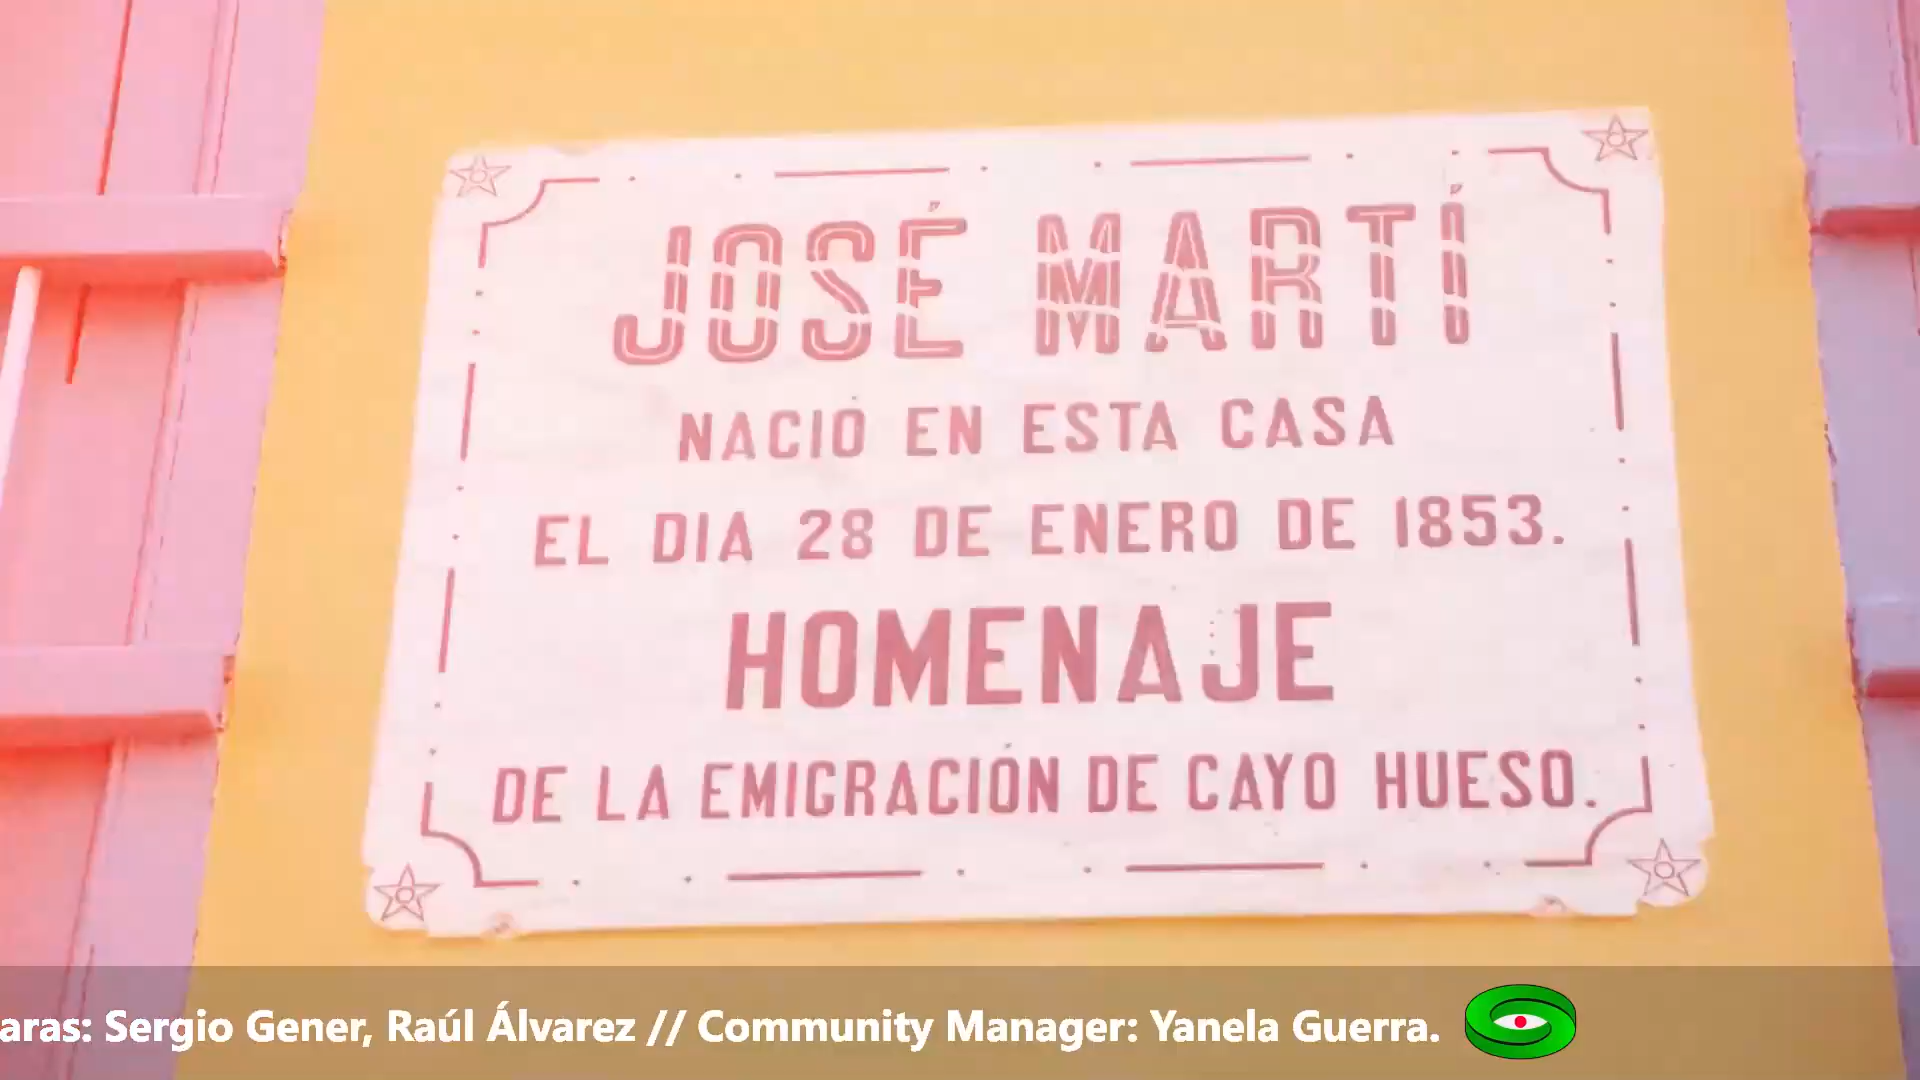 JOSÉ MARTÍ
NACIÓ EN ESTA CASA
EL DIA 28 DE ENERO DE 1853.
HOMENAJE
DE LA EMIGRACIÓN DE CAYO HUESO.
aras: Sergio Gener, Raúl Álvarez // Community Manager: Yanela Guerra.